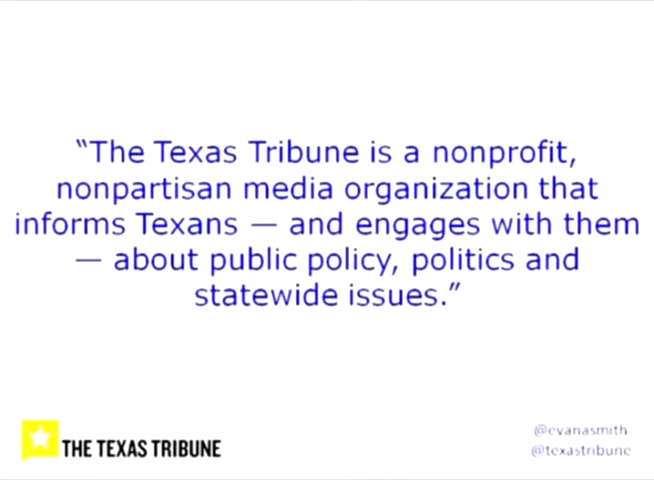 “The Texas Tribune is a nonprofit,
nonpartisan media organization that
informs Texans — and engages with them
— about public policy, politics and
statewide issues.”
THE TEXAS TRIBUNE
@evanasmith
@texastribune